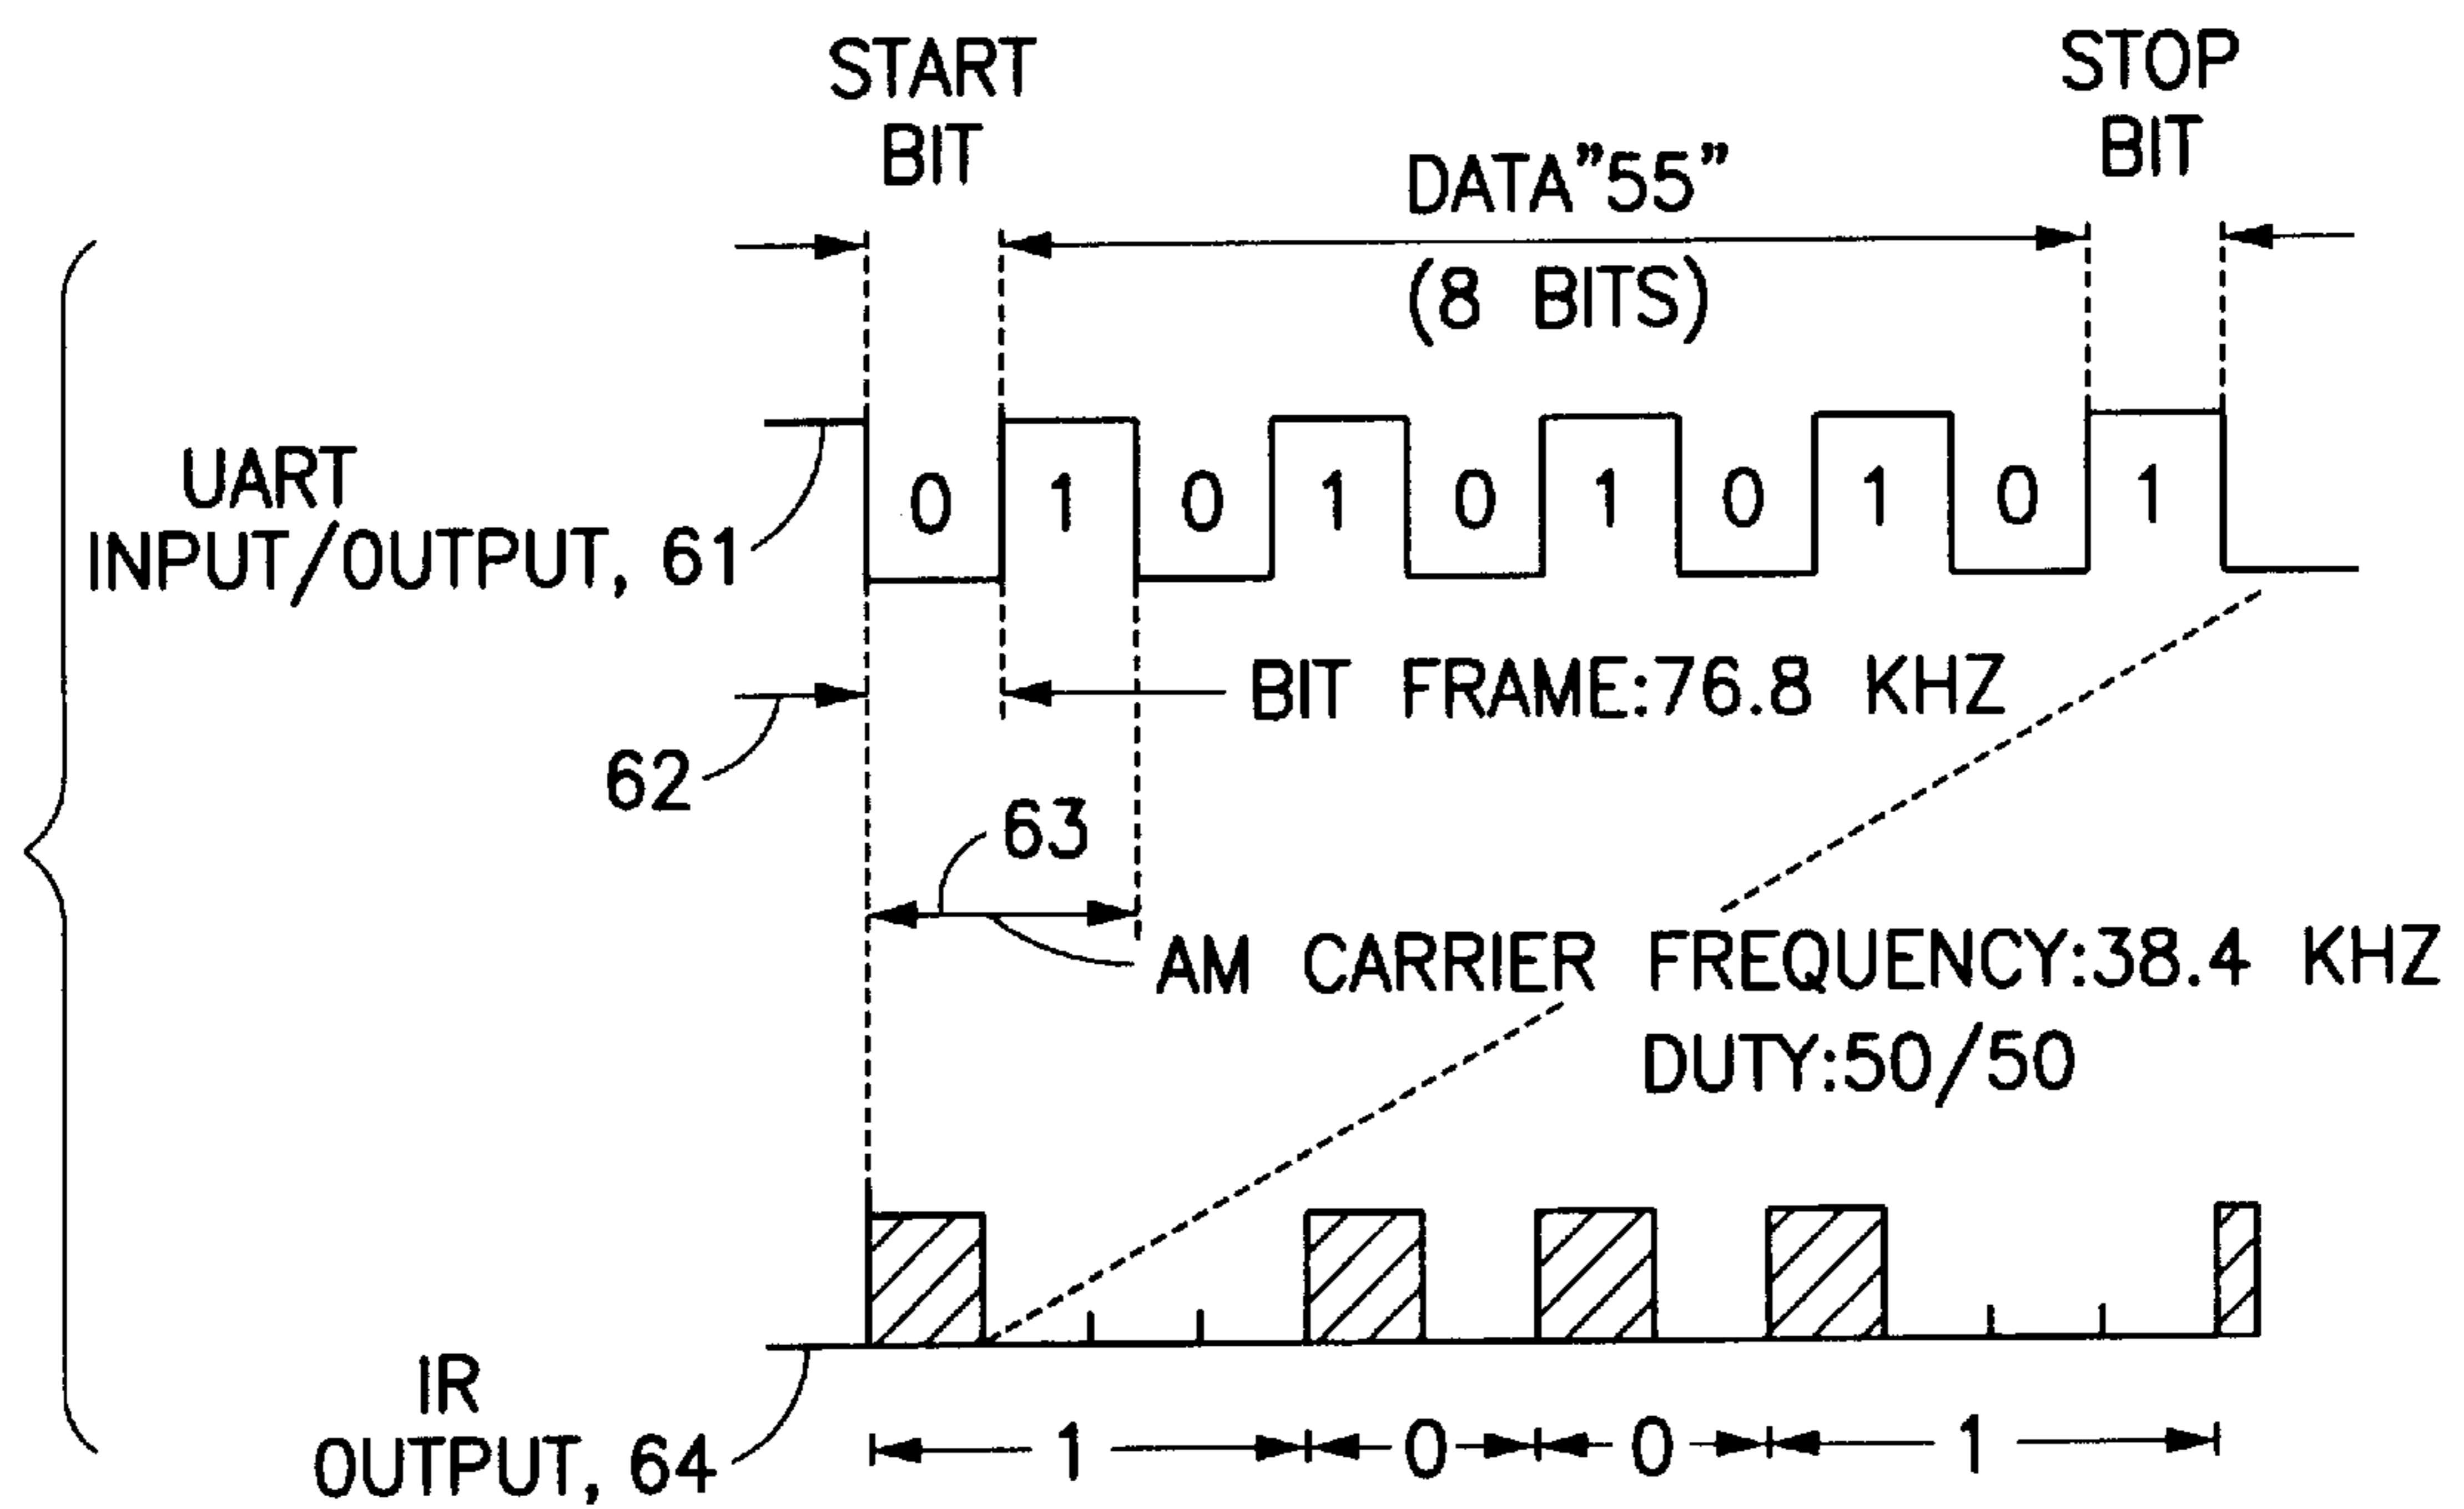 START
BIT
STOP
BIT
DATA”55”
(8 BITS)
UART
INPUT/OUTPUT, 61
0 1 0 1 0 1 0 1 0 1
BIT FRAME:76.8 KHZ
62
63
AM CARRIER FREQUENCY:38.4 KHZ
DUTY:50/50
IR
OUTPUT, 64
1 0 0 1